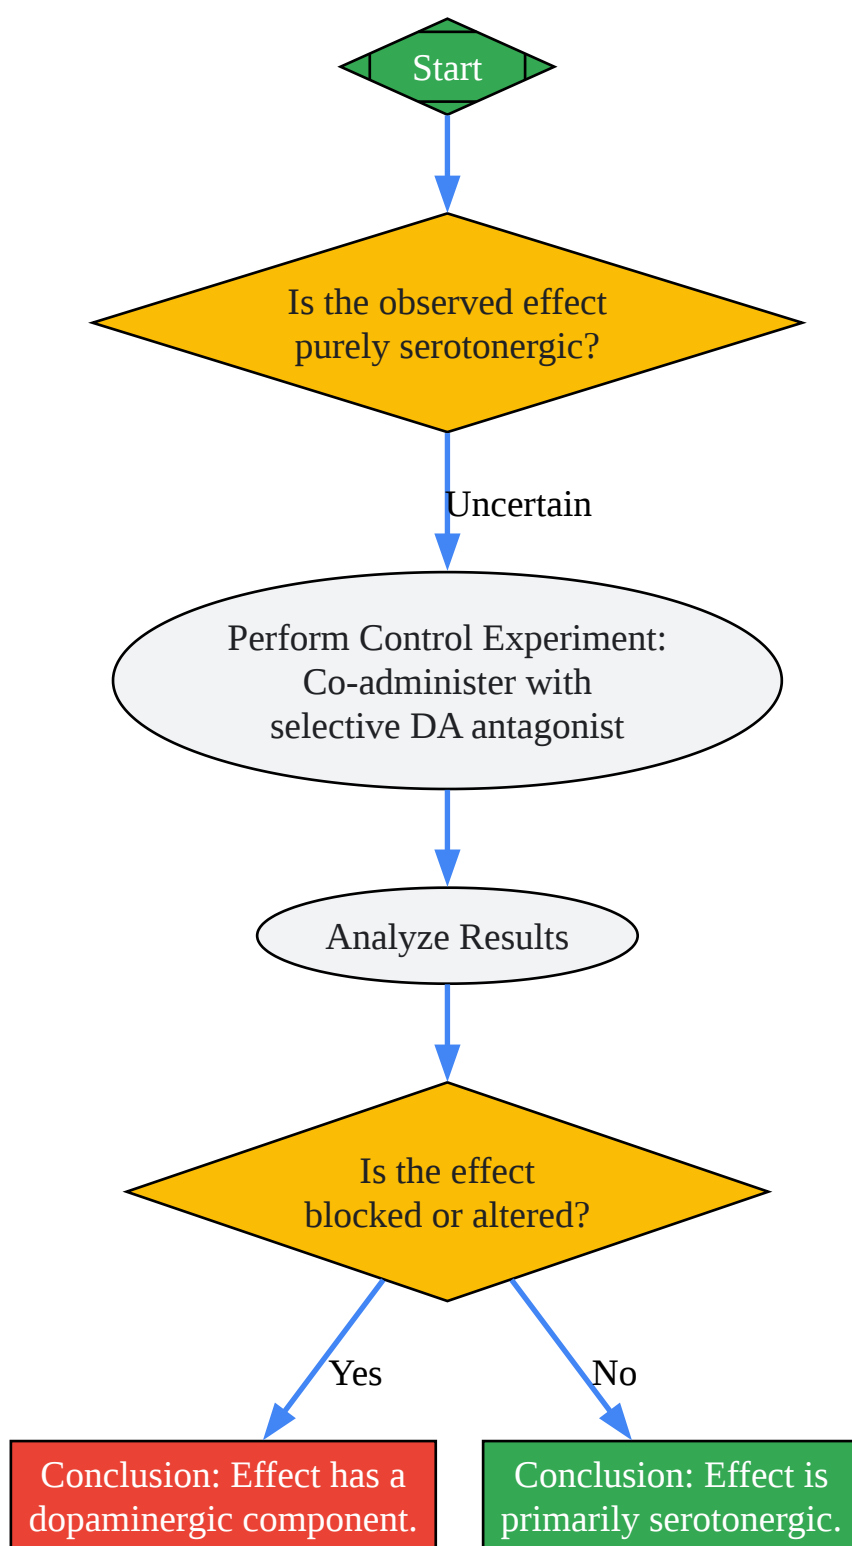 Start
Is the observed effect
purely serotonergic?
Uncertain
Perform Control Experiment:
Co-administer with
selective DA antagonist
Analyze Results
Is the effect
blocked or altered?
Yes
No
Conclusion: Effect has a
dopaminergic component.
Conclusion: Effect is
primarily serotonergic.